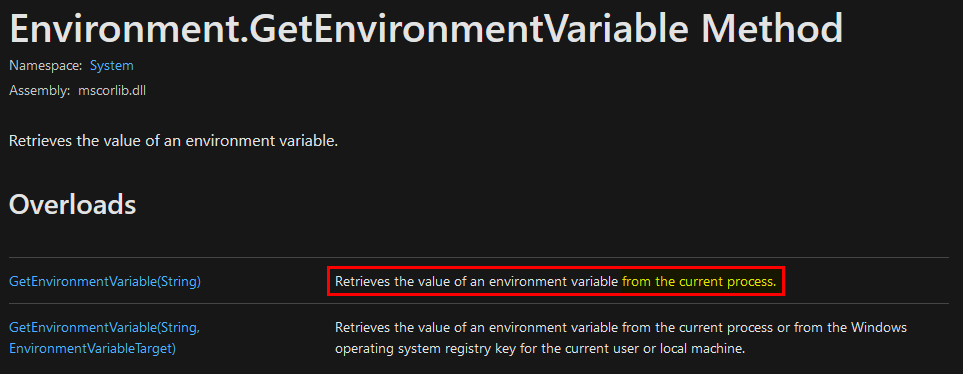 Environment.GetEnvironmentVariable Method
Namespace: System
Assembly: mscorlib.dll
Retrieves the value of an environment variable.
Overloads
GetEnvironmentVariable(String) Retrieves the value of an environment variable from the current process.
GetEnvironmentVariable(String, Retrieves the value of an environment variable from the current process or from the Windows
EnvironmentVariableTarget) operating system registry key for the current user or local machine.